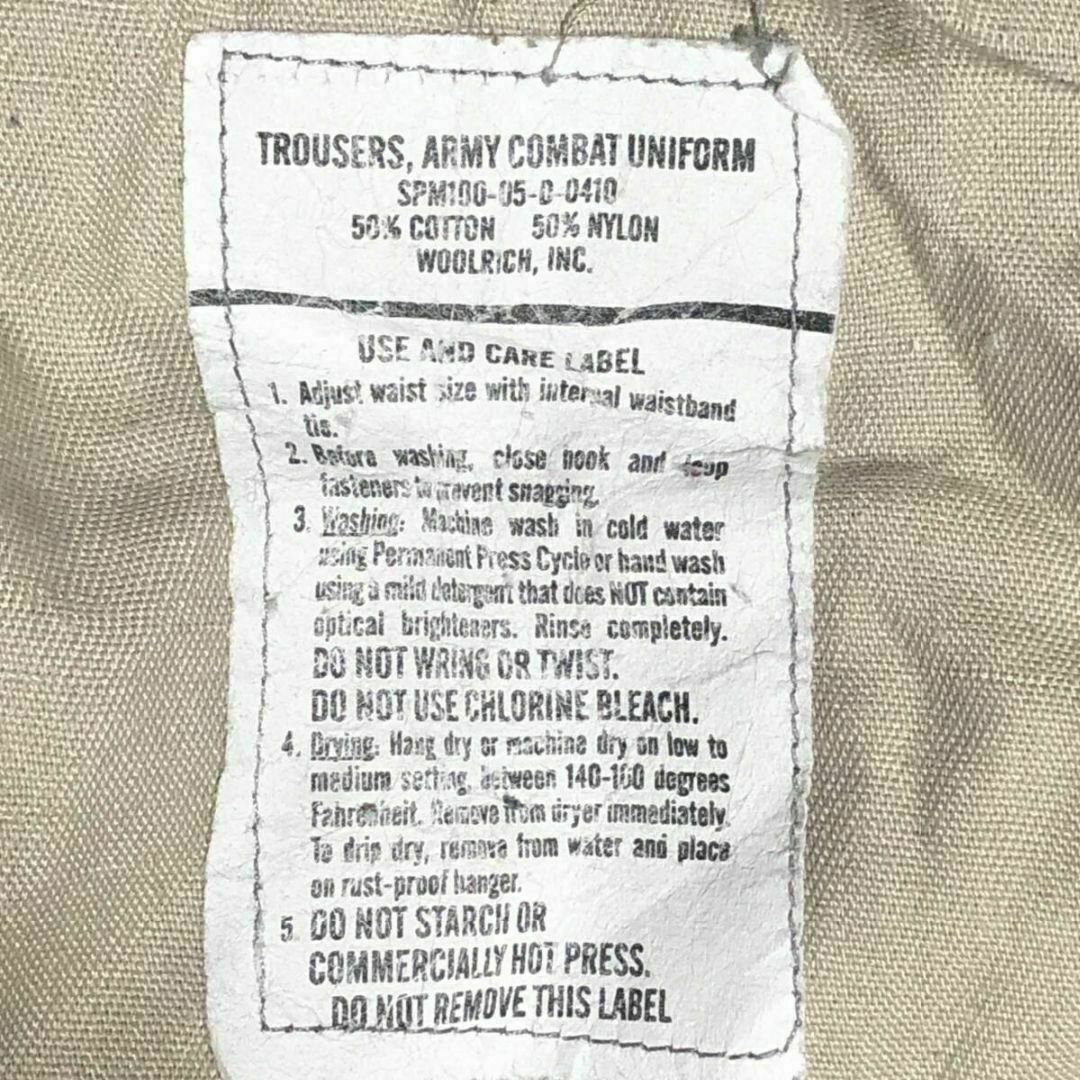 TROUSERS, ARMY COMBAT UNIFORM
SPM100-05-D-0410
50% COTTON 50% NYLON
WOOLRICH, INC.
USE AND CARE LABEL
1. Adjust waist size with internal waistband
tie.
2. Before washing, close hook and loop
fasteners to prevent snagging.
3. Washing: Machine wash in cold water
using Permanent Press Cycle or hand wash
using a mild detergent that does NOT contain
optical brighteners. Rinse completely.
DO NOT WRING OR TWIST.
DO NOT USE CHLORINE BLEACH.
4. Drying: Hang dry or machine dry on low to
medium setting, between 140-160 degrees
Fahrenheit. Remove from dryer immediately.
To drip dry, remove from water and place
on rust-proof hanger.
5. DO NOT STARCH OR
COMMERCIALLY HOT PRESS.
DO NOT REMOVE THIS LABEL